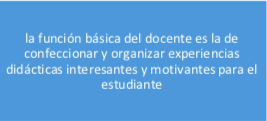 la función básica del docente es la de
confeccionar y organizar experiencias
didácticas interesantes y motivantes para el
estudiante